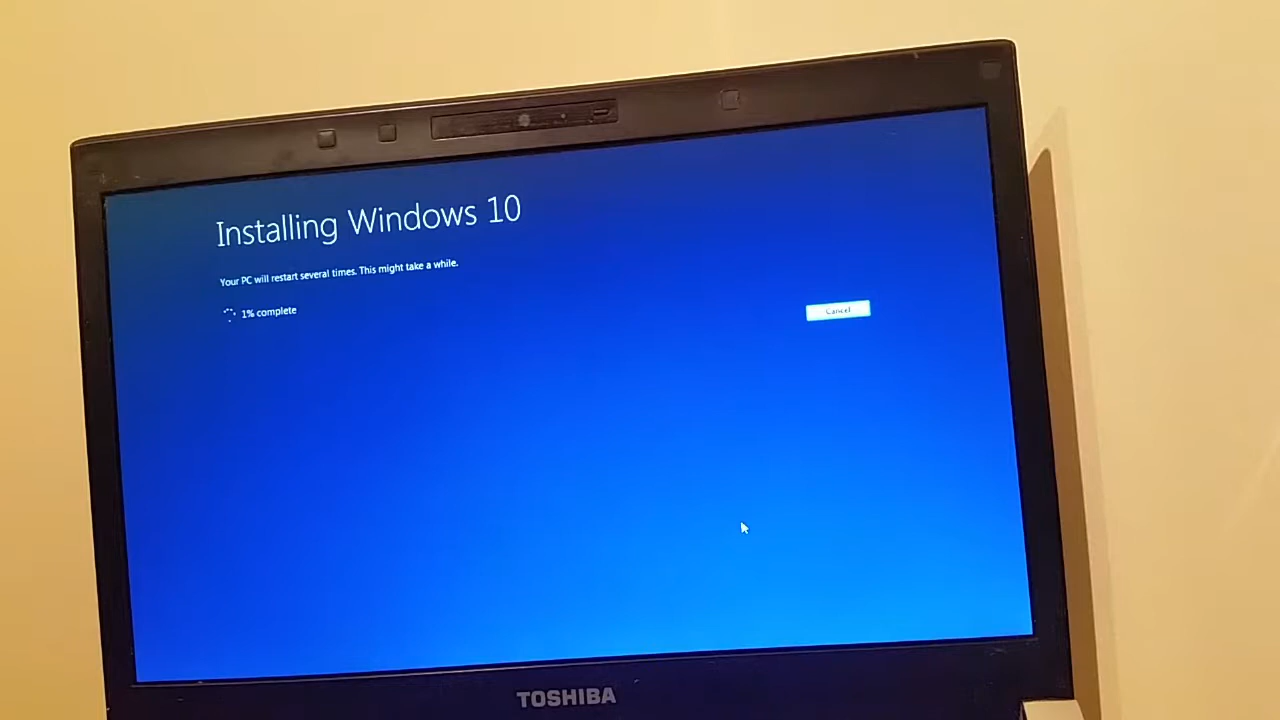 Installing Windows 10
Your PC will restart several times. This might take a while.
1% complete
Cancel
TOSHIBA